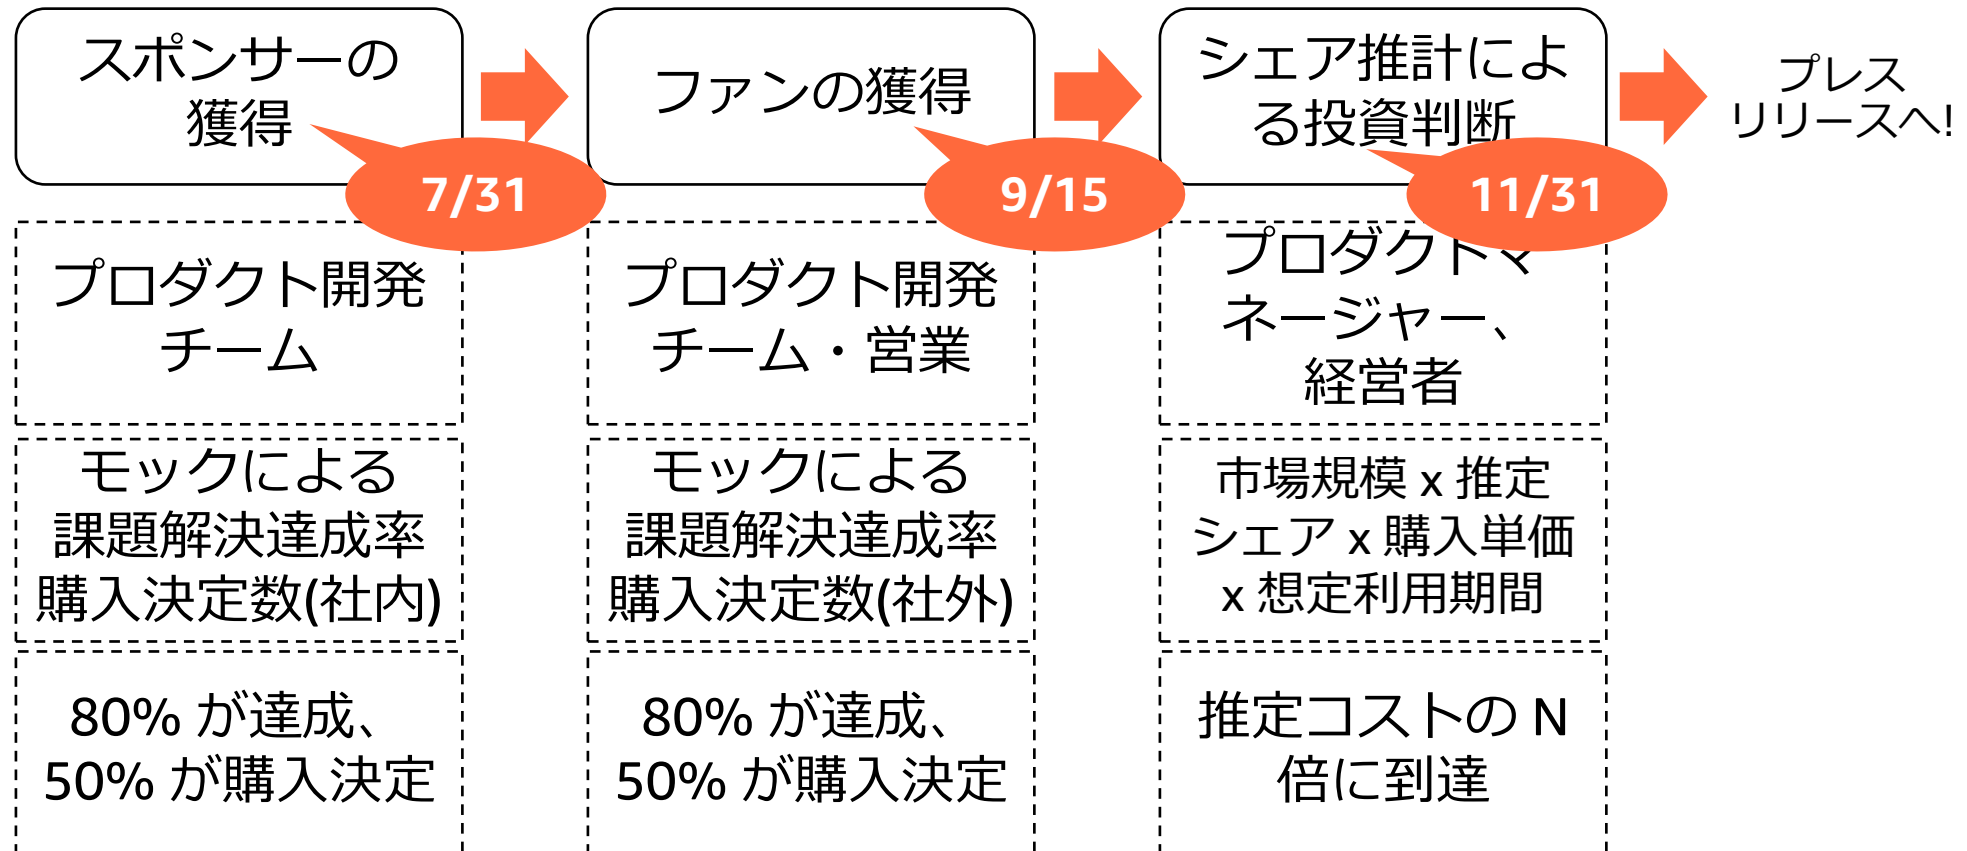 スポンサーの
獲得
7/31
ファンの獲得
9/15
シェア推計によ
る投資判断
11/31
プレス
リリースへ!
プロダクト開発
チーム
プロダクト開発
チーム・営業
プロダクトマ
ネージャー、
経営者
モックによる
課題解決達成率
購入決定数(社内)
モックによる
課題解決達成率
購入決定数(社外)
市場規模 x 推定
シェア x 購入単価
x 想定利用期間
80% が達成、
50% が購入決定
80% が達成、
50% が購入決定
推定コストの N
倍に到達